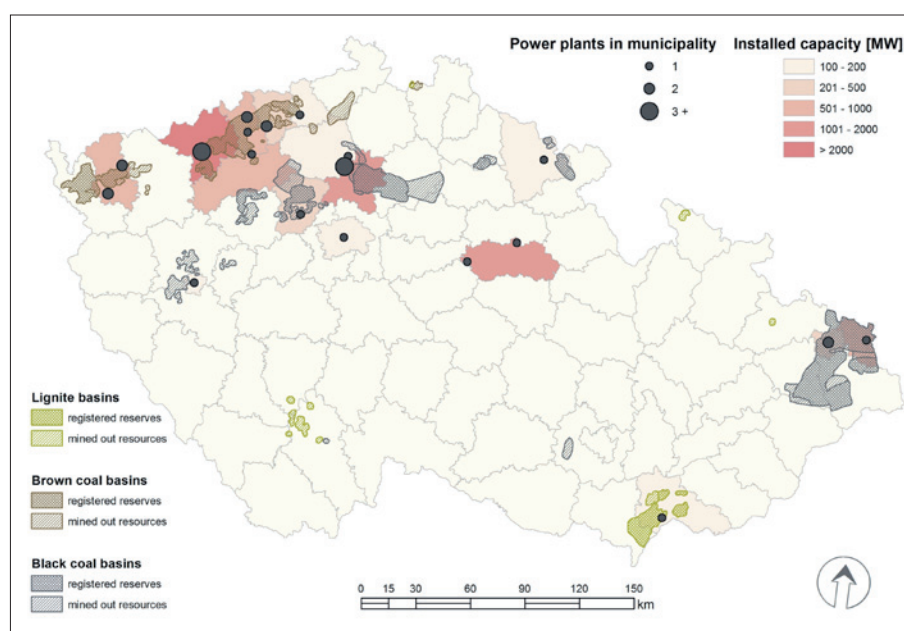 Power plants in municipality
1
2
3 +
Installed capacity [MW]
100 - 200
201 - 500
501 - 1000
1001 - 2000
> 2000
Lignite basins
registered reserves
mined out resources
Brown coal basins
registered reserves
mined out resources
Black coal basins
registered reserves
mined out resources
0 15 30 60 90 120 150
km